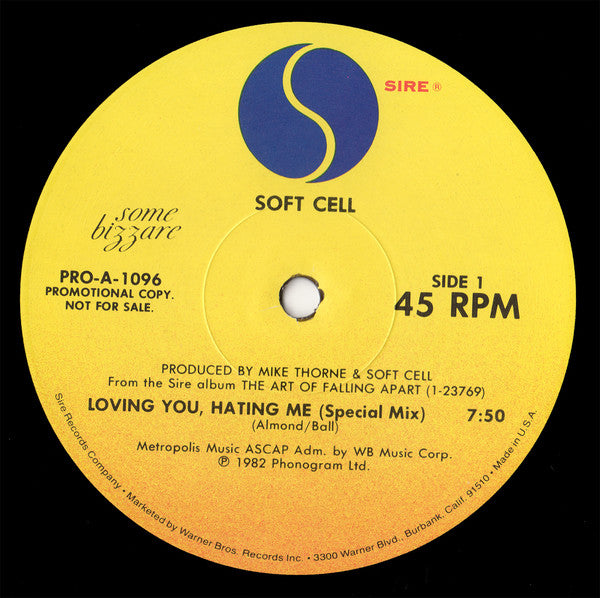 SIRE ®
SOFT CELL
some
bizzare
PRO-A-1096
PROMOTIONAL COPY.
NOT FOR SALE.
SIDE 1
45 RPM
PRODUCED BY MIKE THORNE & SOFT CELL
From the Sire album THE ART OF FALLING APART (1-23769)
LOVING YOU, HATING ME (Special Mix) 7:50
(Almond/Ball)
Metropolis Music ASCAP Adm. by WB Music Corp.
℗ 1982 Phonogram Ltd.
Sire Records Company • Marketed by Warner Bros. Records Inc. • 3300 Warner Blvd., Burbank, Calif. 91510 • Made in U.S.A.